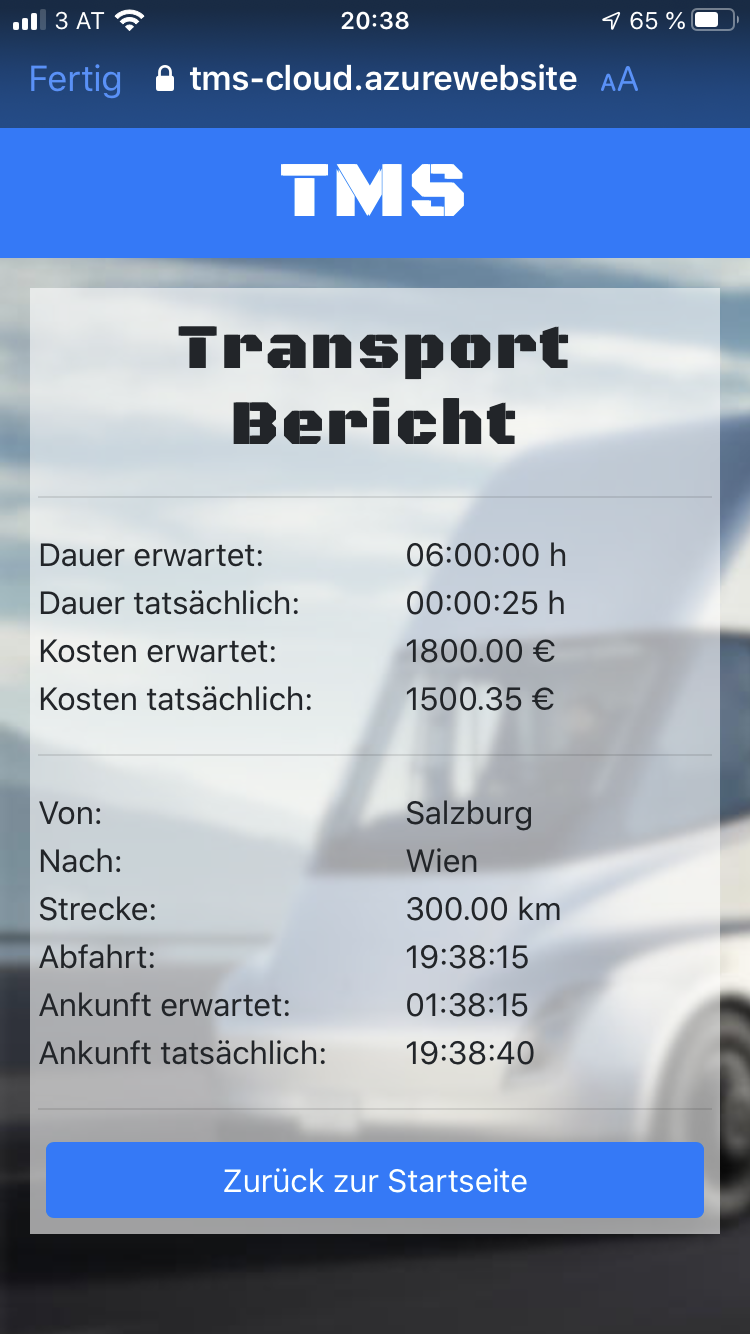 3 AT 20:38 65 %
Fertig tms-cloud.azurewebsite AA
TMS
Transport
Bericht
Dauer erwartet: 06:00:00 h
Dauer tatsächlich: 00:00:25 h
Kosten erwartet: 1800.00 €
Kosten tatsächlich: 1500.35 €
Von: Salzburg
Nach: Wien
Strecke: 300.00 km
Abfahrt: 19:38:15
Ankunft erwartet: 01:38:15
Ankunft tatsächlich: 19:38:40
Zurück zur Startseite